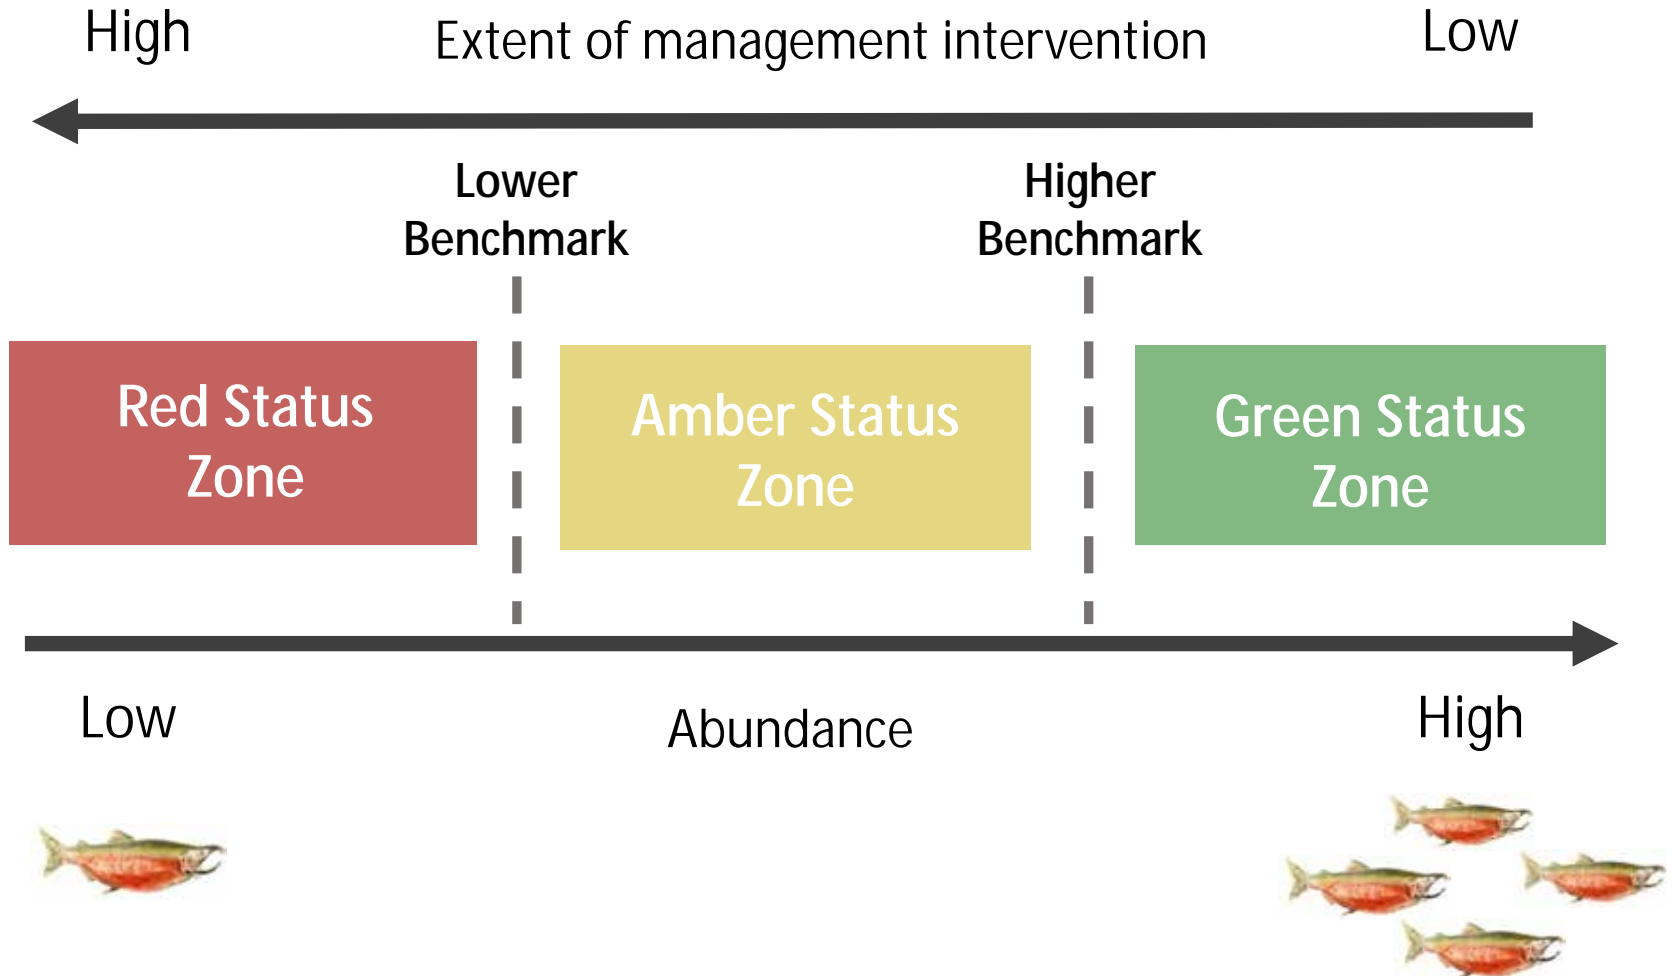 High Extent of management intervention Low
Lower
Benchmark
Higher
Benchmark
Red Status
Zone
Amber Status
Zone
Green Status
Zone
Low Abundance High